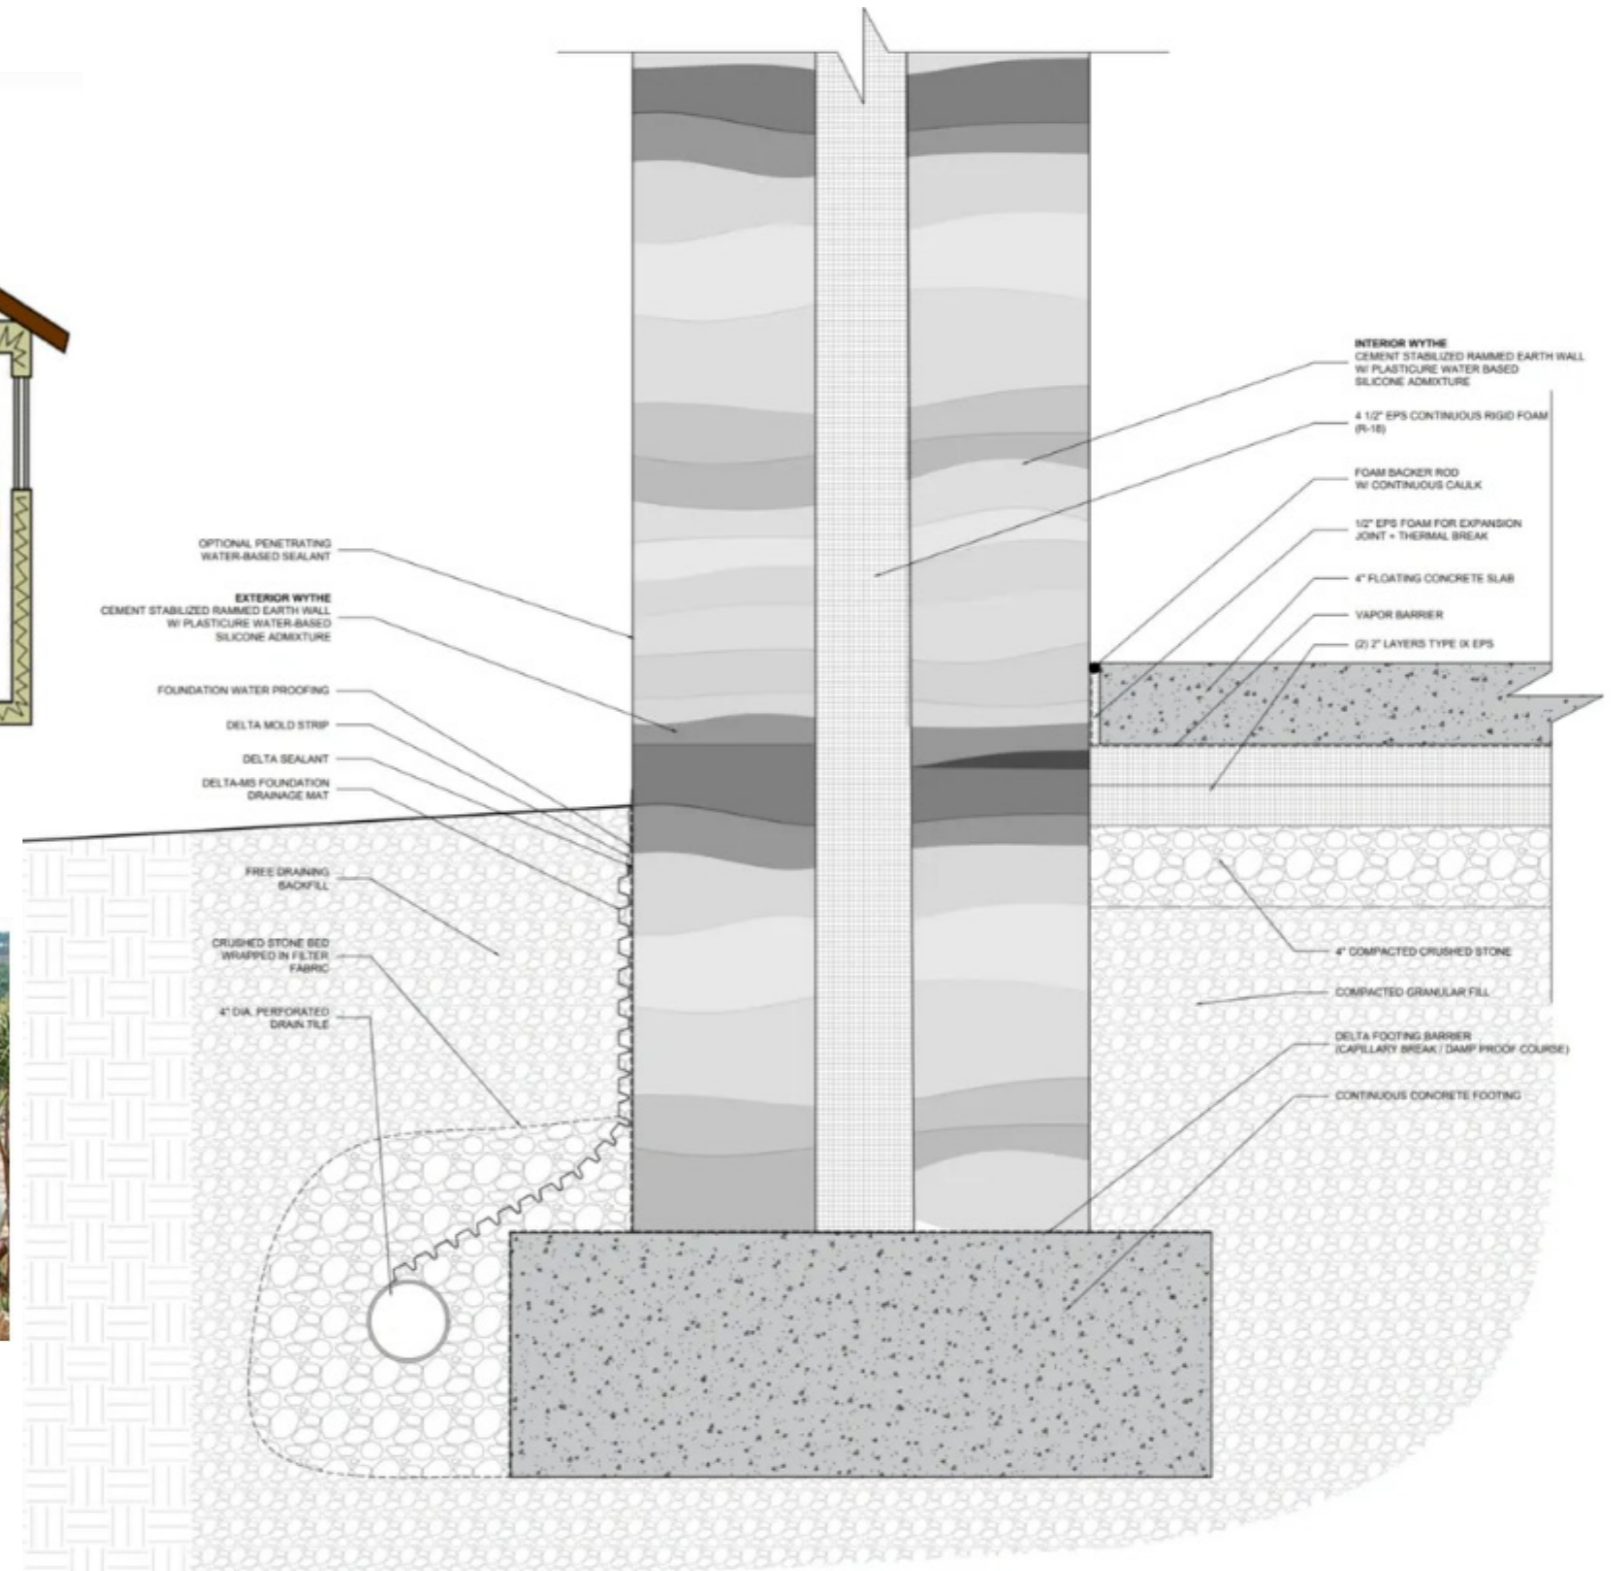 OPTIONAL PENETRATING
WATER-BASED SEALANT
EXTERIOR WYTHE
CEMENT STABILIZED RAMMED EARTH WALL
W/ PLASTICURE WATER-BASED
SILICONE ADMIXTURE
FOUNDATION WATER PROOFING
DELTA MOLD STRIP
DELTA SEALANT
DELTA-MS FOUNDATION
DRAINAGE MAT
FREE DRAINING
BACKFILL
CRUSHED STONE BED
WRAPPED IN FILTER
FABRIC
4" DIA. PERFORATED
DRAIN TILE
INTERIOR WYTHE
CEMENT STABILIZED RAMMED EARTH WALL
W/ PLASTICURE WATER BASED
SILICONE ADMIXTURE
4 1/2" EPS CONTINUOUS RIGID FOAM
(R-18)
FOAM BACKER ROD
W/ CONTINUOUS CAULK
1/2" EPS FOAM FOR EXPANSION
JOINT + THERMAL BREAK
4" FLOATING CONCRETE SLAB
VAPOR BARRIER
(2) 2" LAYERS TYPE IX EPS
4" COMPACTED CRUSHED STONE
COMPACTED GRANULAR FILL
DELTA FOOTING BARRIER
(CAPILLARY BREAK / DAMP PROOF COURSE)
CONTINUOUS CONCRETE FOOTING